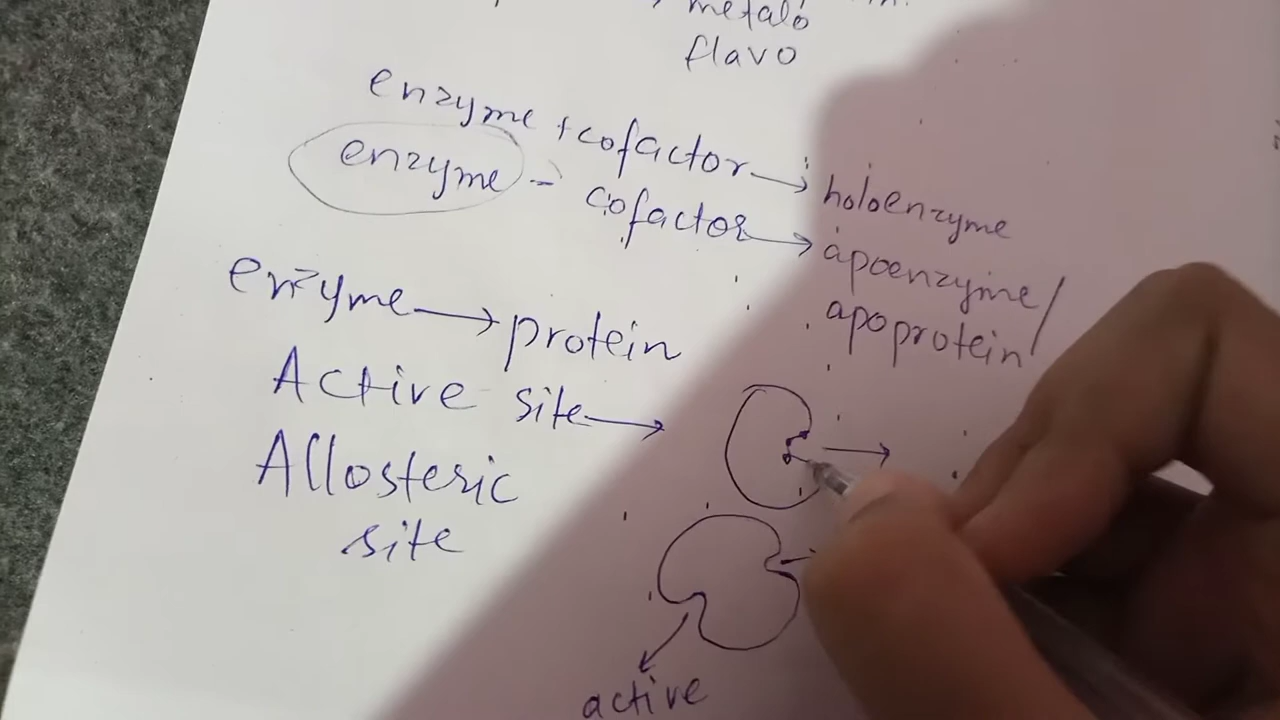 metalo
flavo
enzyme + cofactor → holoenzyme
enzyme - cofactor → apoenzyme/
apoprotein
enzyme → protein
Active site →
Allosteric
site
active